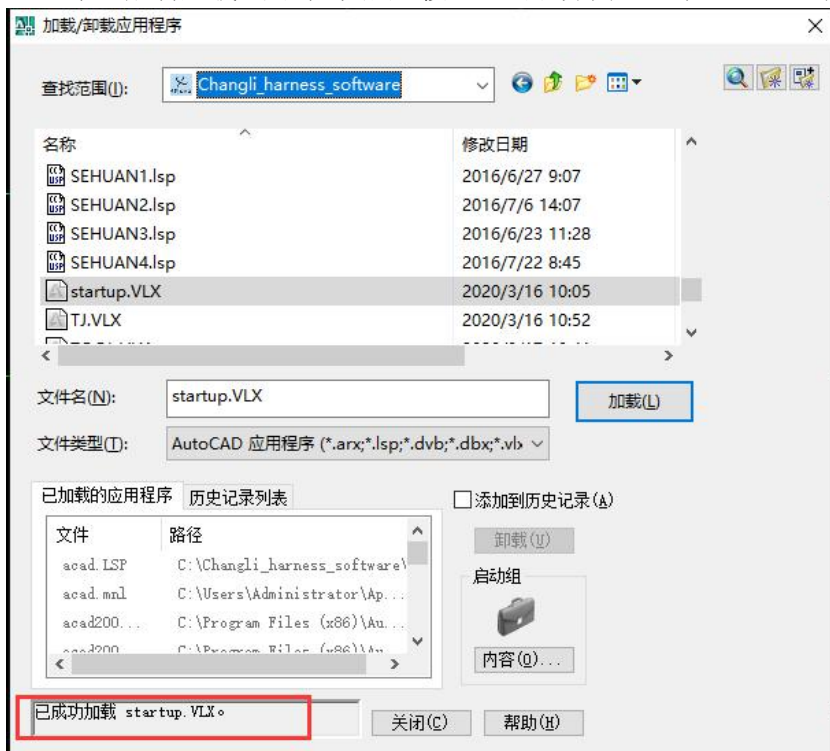 加载/卸载应用程序
查找范围(I): Changli_harness_software
名称 修改日期
SEHUAN1.lsp 2016/6/27 9:07
SEHUAN2.lsp 2016/7/6 14:07
SEHUAN3.lsp 2016/6/23 11:28
SEHUAN4.lsp 2016/7/22 8:45
startup.VLX 2020/3/16 10:05
TJ.VLX 2020/3/16 10:52
文件名(N): startup.VLX 加载(L)
文件类型(T): AutoCAD 应用程序 (*.arx;*.lsp;*.dvb;*.dbx;*.vlx
已加载的应用程序 历史记录列表 添加到历史记录(A)
文件 路径 卸载(U)
acad.LSP C:\Changli_harness_software\
acad.mnl C:\Users\Administrator\Ap...
acad200... C:\Program Files (x86)\Au...
启动组
内容(O)...
已成功加载 startup.VLX。
关闭(C) 帮助(H)